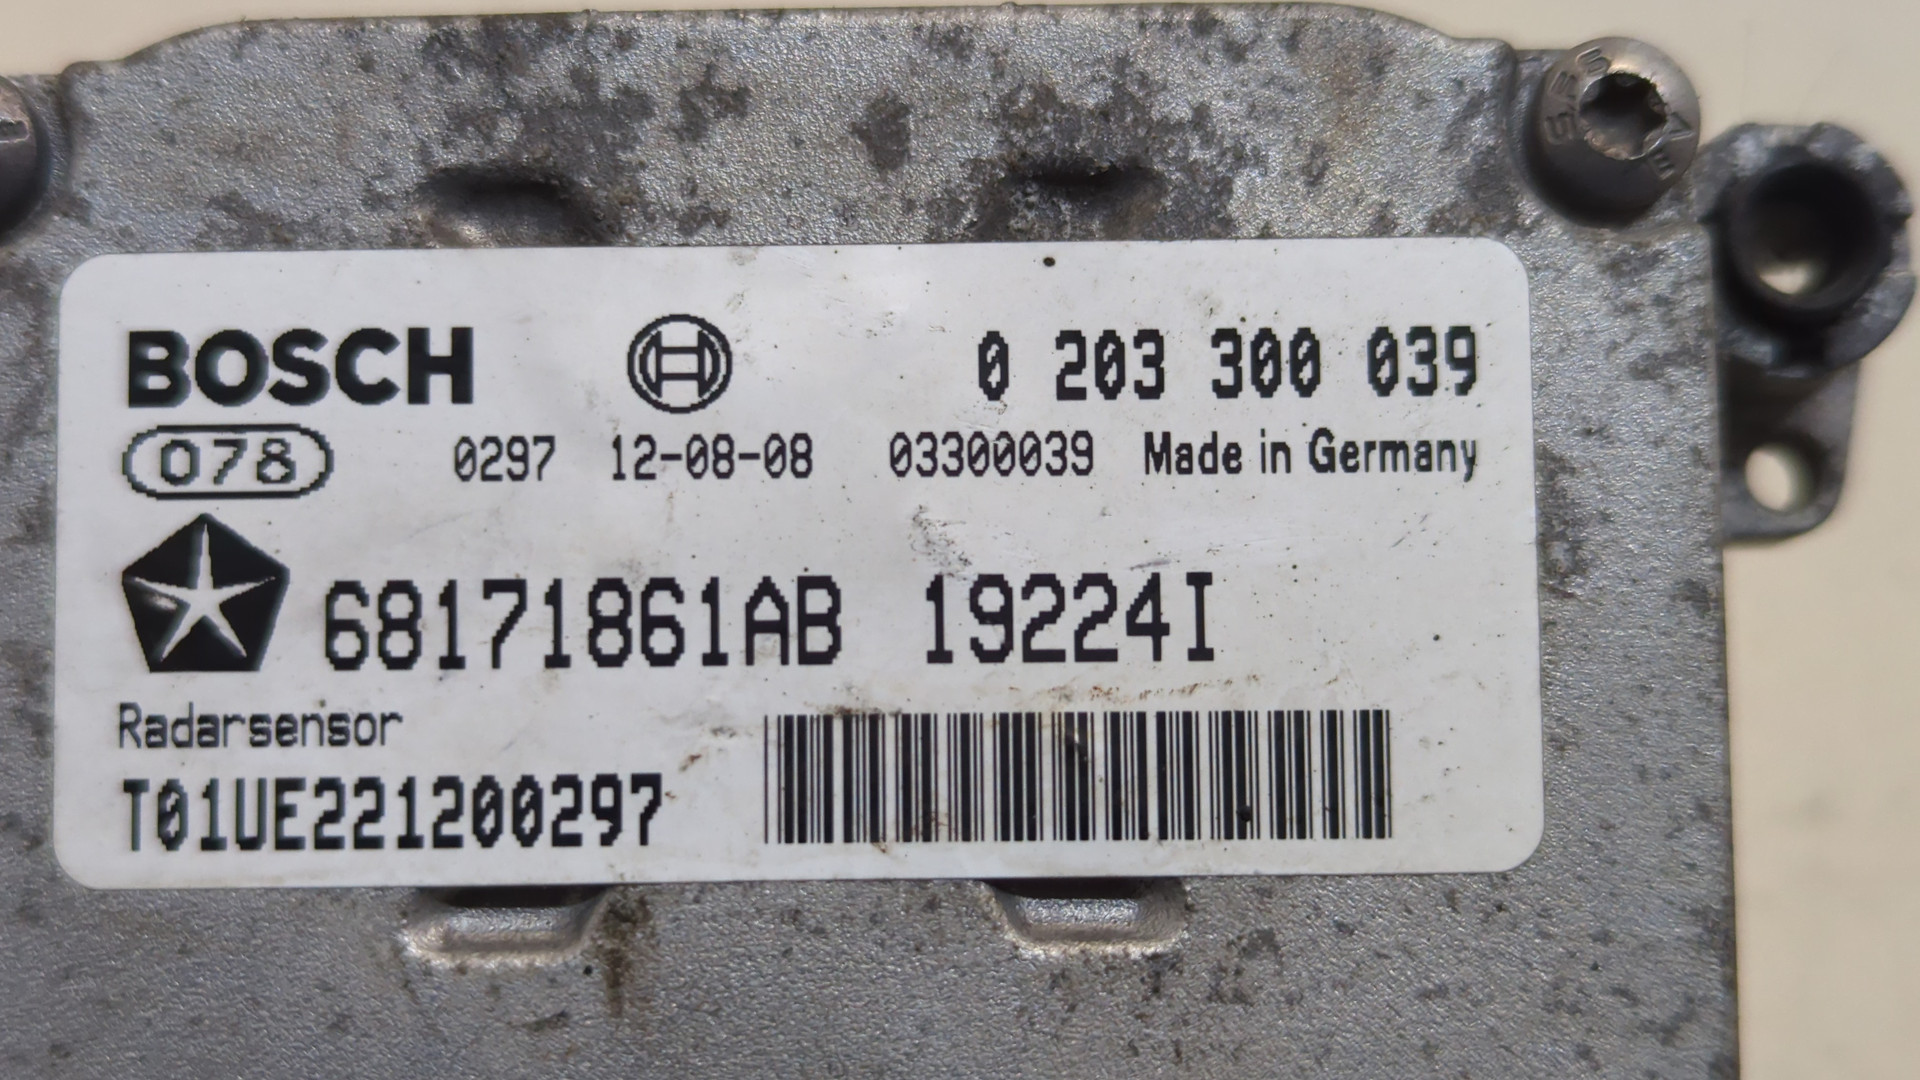 BOSCH 0 203 300 039
078 0297 12-08-08 03300039 Made in Germany
68171861AB 19224I
Radarsensor
T01UE221200297